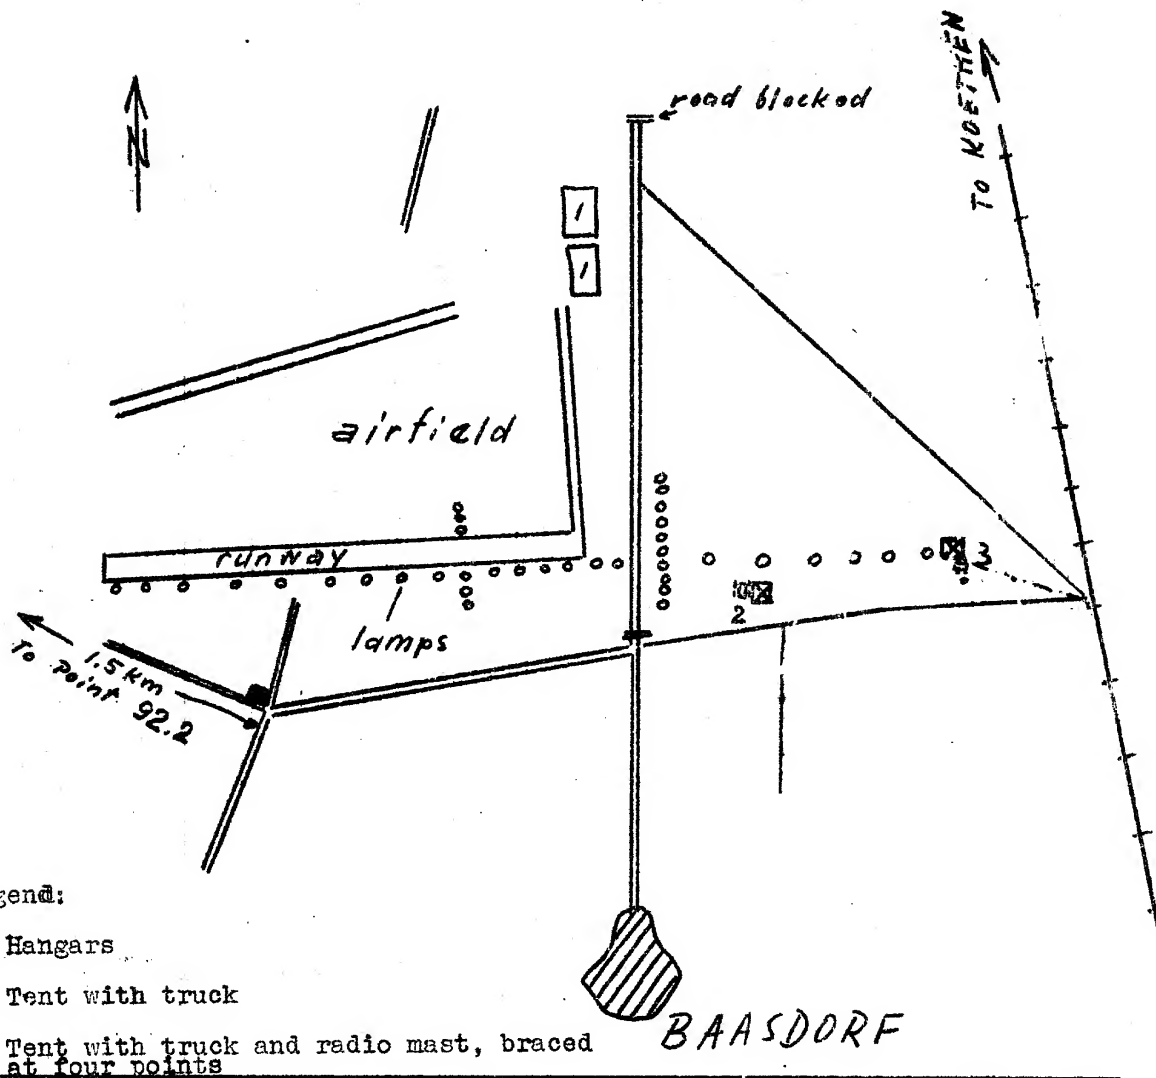 N
road blocked
TO KOETHEN
1
1
airfield
runway
lamps
2
3
1.5 km
To Point 92.2
gend:
Hangars
Tent with truck
Tent with truck and radio mast, braced
at four points
BAASDORF